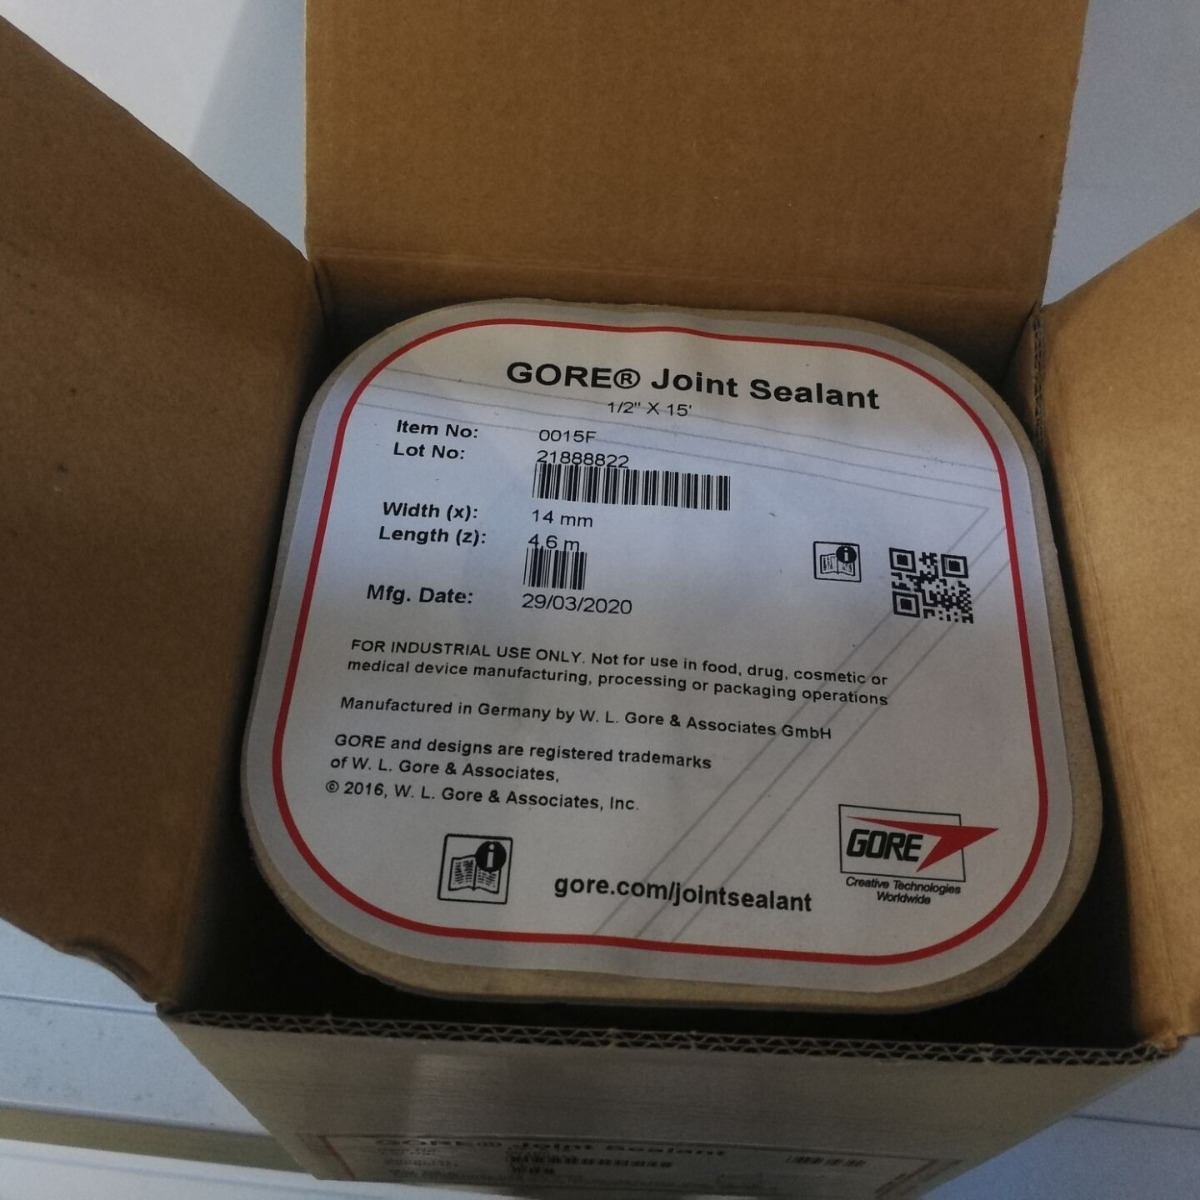 GORE® Joint Sealant
1/2" X 15'
Item No: 0015F
Lot No: 21888822
Width (x): 14 mm
Length (z): 4.6 m
Mfg. Date: 29/03/2020
FOR INDUSTRIAL USE ONLY. Not for use in food, drug, cosmetic or
medical device manufacturing, processing or packaging operations
Manufactured in Germany by W. L. Gore & Associates GmbH
GORE and designs are registered trademarks
of W. L. Gore & Associates,
© 2016, W. L. Gore & Associates, Inc.
gore.com/jointsealant
GORE
Creative Technologies
Worldwide
GORE® Joint Sealant